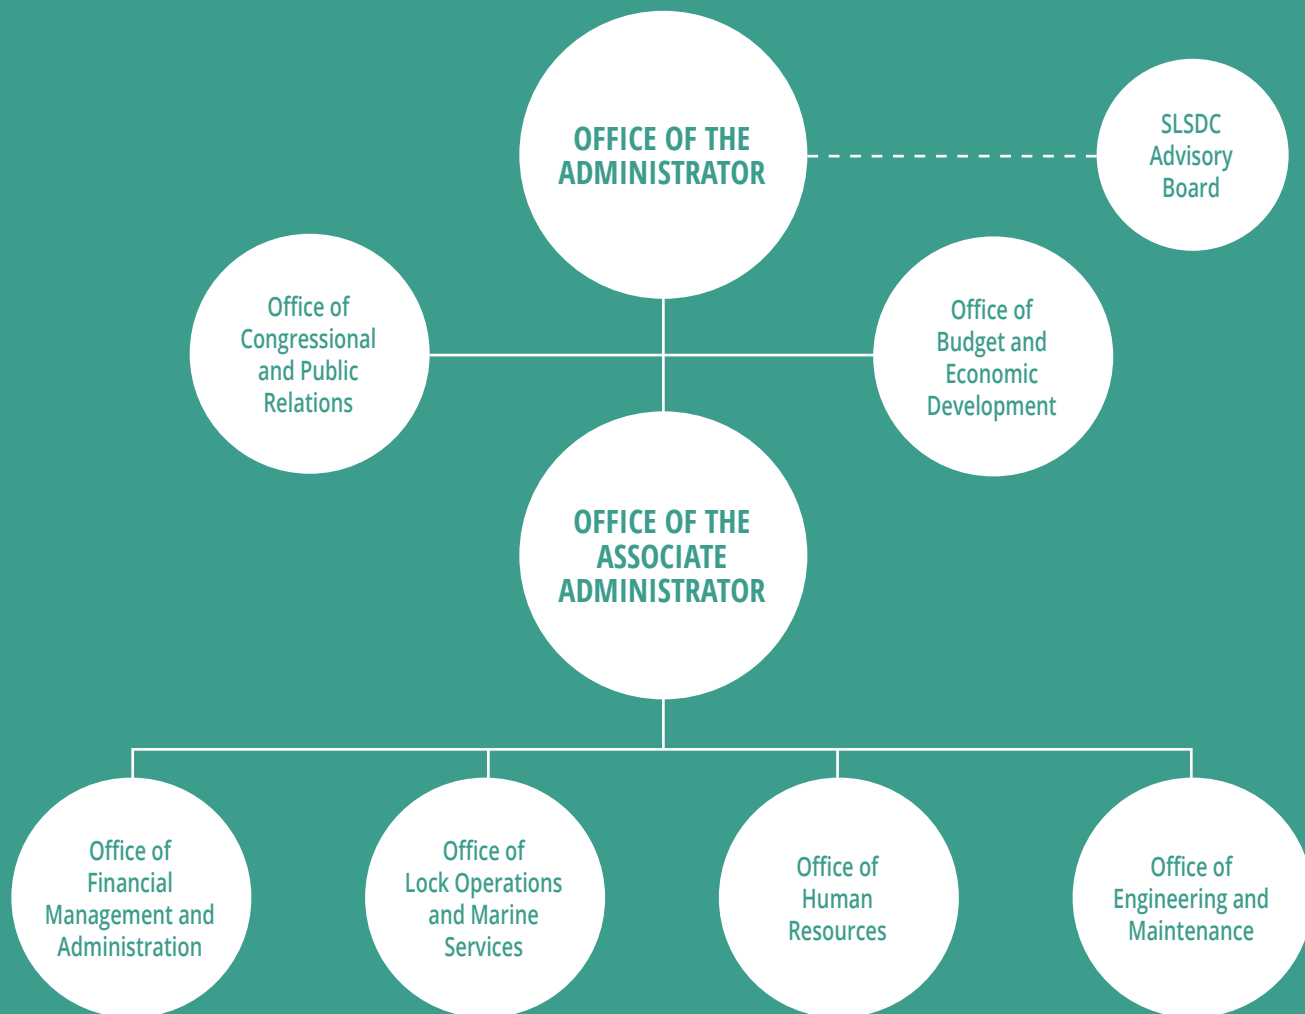 OFFICE OF THE
ADMINISTRATOR
SLSDC
Advisory
Board
Office of
Congressional
and Public
Relations
Office of
Budget and
Economic
Development
OFFICE OF THE
ASSOCIATE
ADMINISTRATOR
Office of
Financial
Management and
Administration
Office of
Lock Operations
and Marine
Services
Office of
Human
Resources
Office of
Engineering and
Maintenance